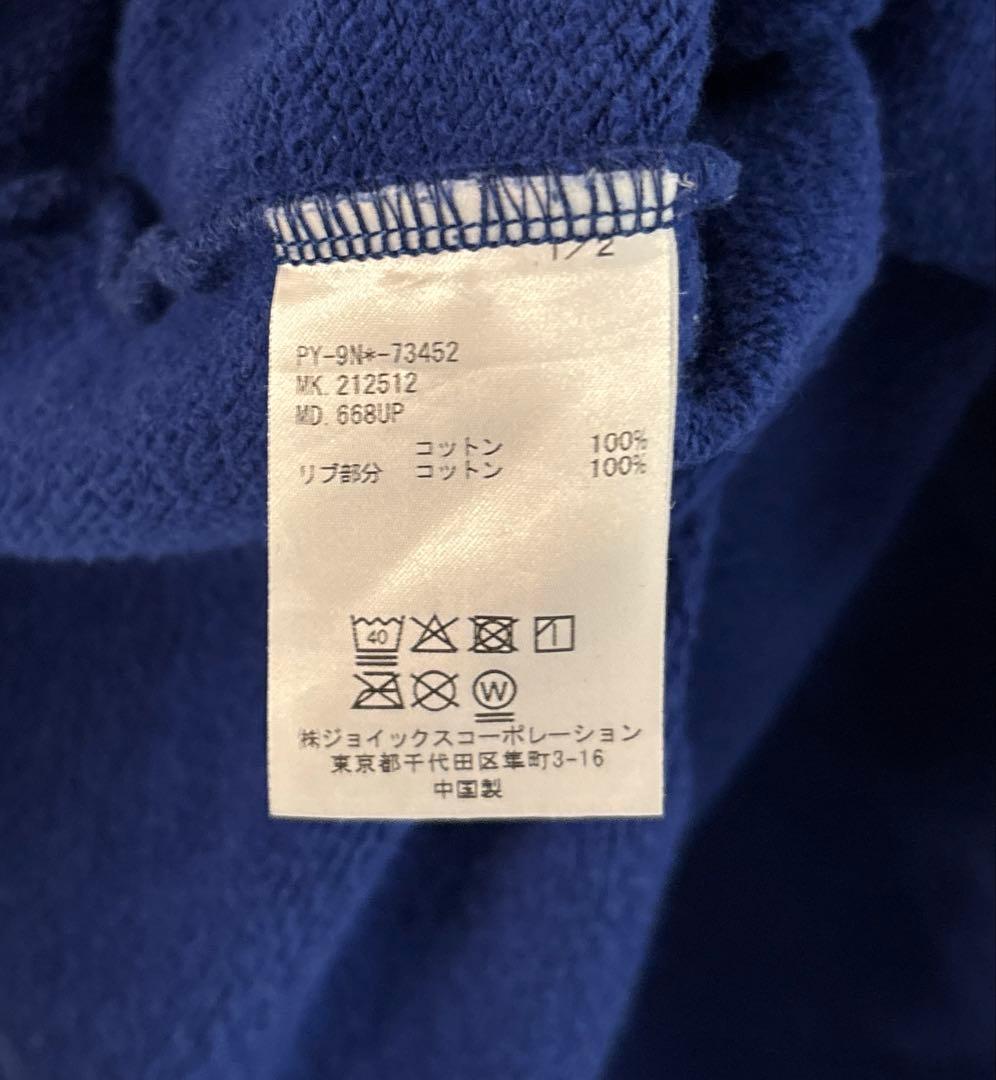 1/2
PY-9N*-73452
MK. 212512
MD. 668UP
コットン 100%
リブ部分 コットン 100%
40
W
㈱ジョイックスコーポレーション
東京都千代田区隼町3-16
中国製